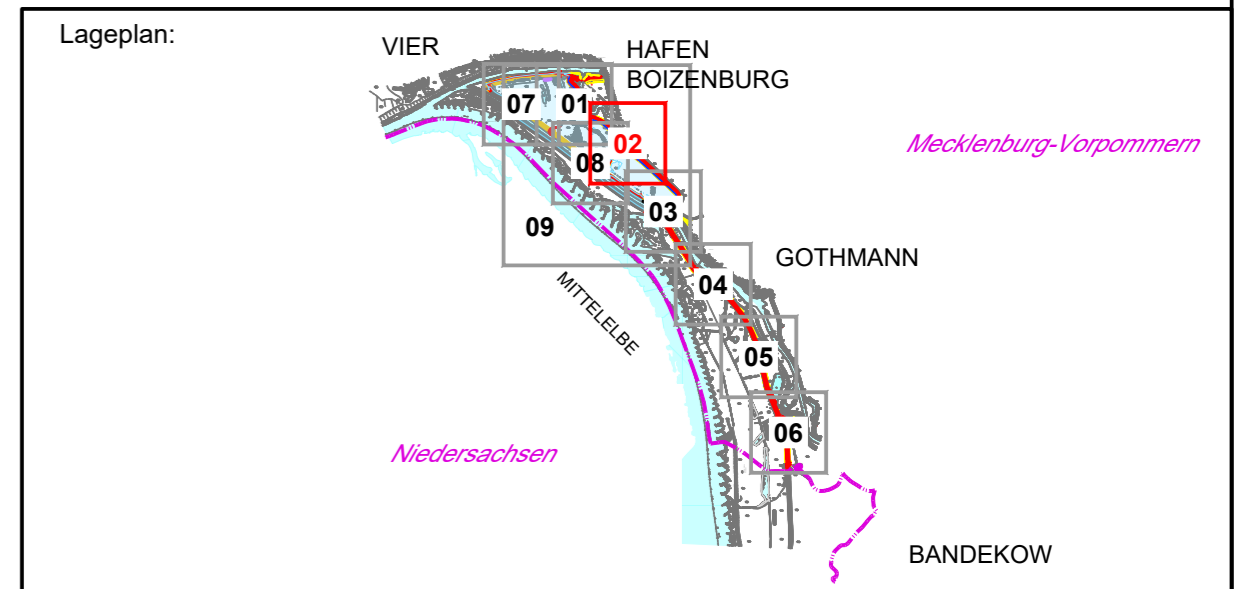 Lageplan:
VIER
HAFEN
BOIZENBURG
07
01
02
Mecklenburg-Vorpommern
08
03
09
GOTHMANN
04
MITTELELBE
05
06
Niedersachsen
BANDEKOW